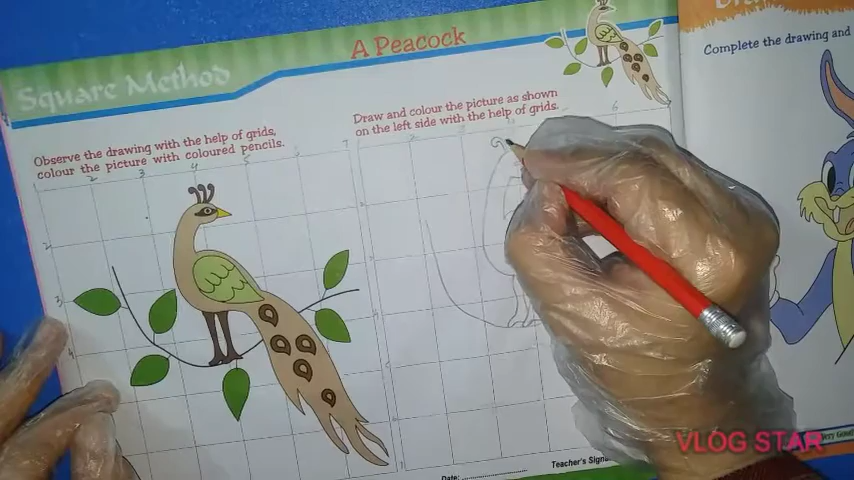 Square Method
A Peacock
Observe the drawing with the help of grids,
colour the picture with coloured pencils.
Draw and colour the picture as shown
on the left side with the help of grids.
Complete the drawing and
Date:
Teacher's
VLOG STAR